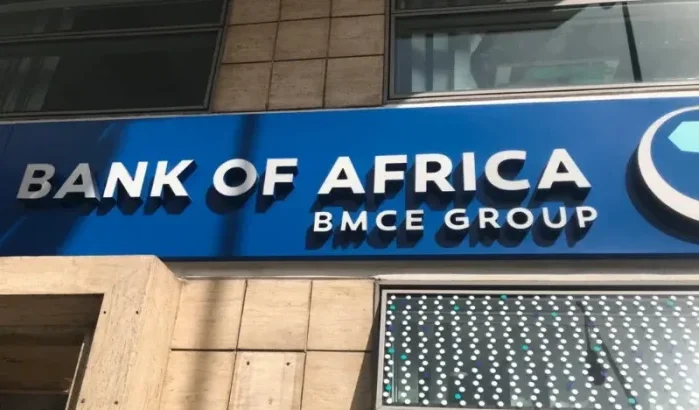 BANK OF AFRICA
BMCE GROUP